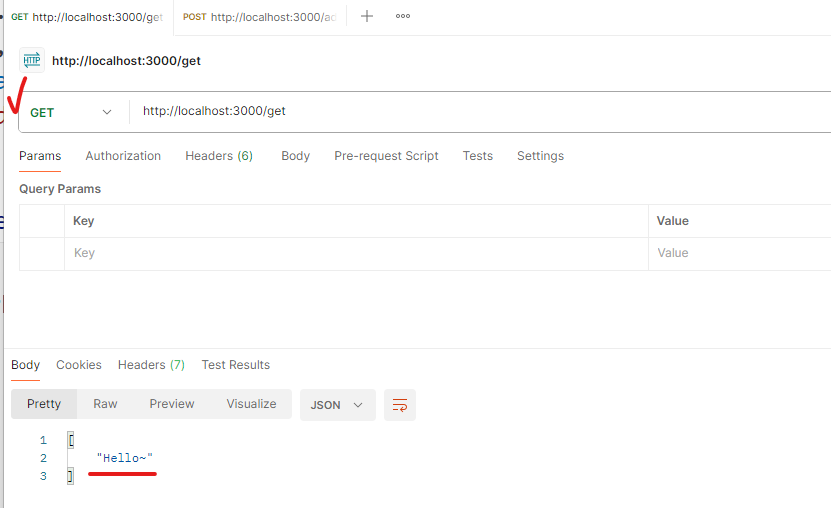 GET http://localhost:3000/get POST http://localhost:3000/ad
HTTP http://localhost:3000/get
GET http://localhost:3000/get
Params Authorization Headers (6) Body Pre-request Script Tests Settings
Query Params
Key Value
Key Value
Body Cookies Headers (7) Test Results
Pretty Raw Preview Visualize JSON
1 [
2 "Hello~"
3 ]